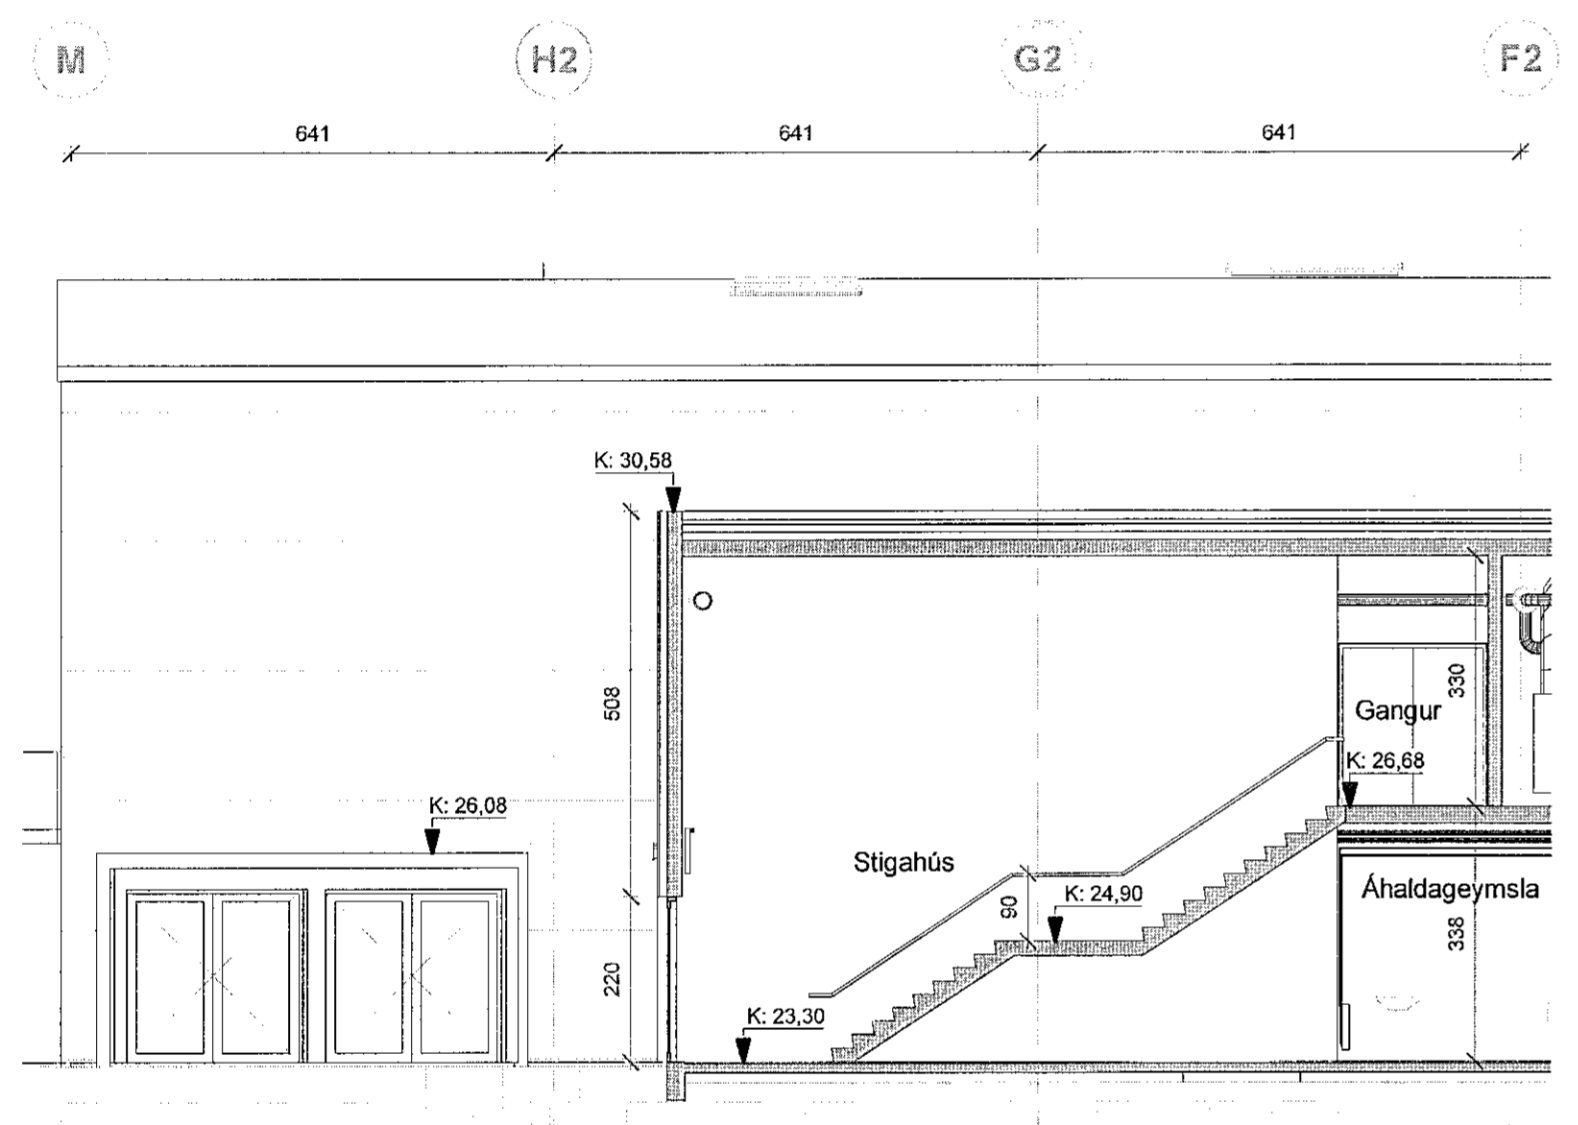 M H2 G2 F2
641 641 641
K: 30,58
508
330
Gangur
K: 26,68
K: 26,08
Stigahús
K: 24,90
90
Áhaldageymsla
338
220
K: 23,30